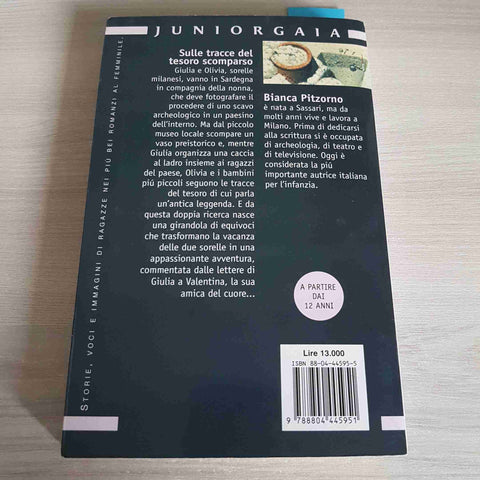 JUNIORGAIA
Sulle tracce del
tesoro scomparso
Giulia e Olivia, sorelle
milanesi, vanno in Sardegna
in compagnia della nonna,
che deve fotografare il
procedere di uno scavo
archeologico in un paesino
dell'interno. Ma dal piccolo
museo locale scompare un
vaso preistorico e, mentre
Giulia organizza una caccia
al ladro insieme ai ragazzi
del paese, Olivia e i bambini
più piccoli seguono le tracce
del tesoro di cui parla
un'antica leggenda. E da
questa doppia ricerca nasce
una girandola di equivoci
che trasformano la vacanza
delle due sorelle in una
appassionante avventura,
commentata dalle lettere di
Giulia a Valentina, la sua
amica del cuore...
Bianca Pitzorno
è nata a Sassari, ma da
molti anni vive e lavora a
Milano. Prima di dedicarsi
alla scrittura si è occupata
di archeologia, di teatro e
di televisione. Oggi è
considerata la più
importante autrice italiana
per l'infanzia.
A PARTIRE
DAI
12 ANNI
Lire 13.000
ISBN 88-04-44595-5
9 788804 445951
STORIE, VOCI E IMMAGINI DI RAGAZZE NEI PIÙ BEI ROMANZI AL FEMMINILE.